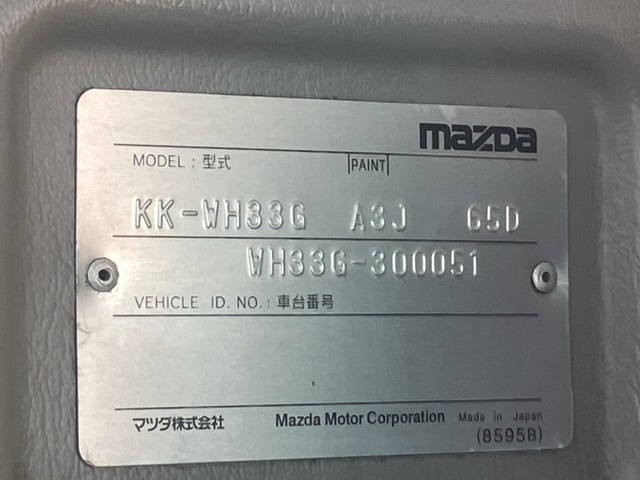 mazda
MODEL : 型式 PAINT
KK-WH33G A3J 65D
WH33G-300051
VEHICLE ID. NO. : 車台番号
マツダ株式会社 Mazda Motor Corporation Made in Japan
(8595B)